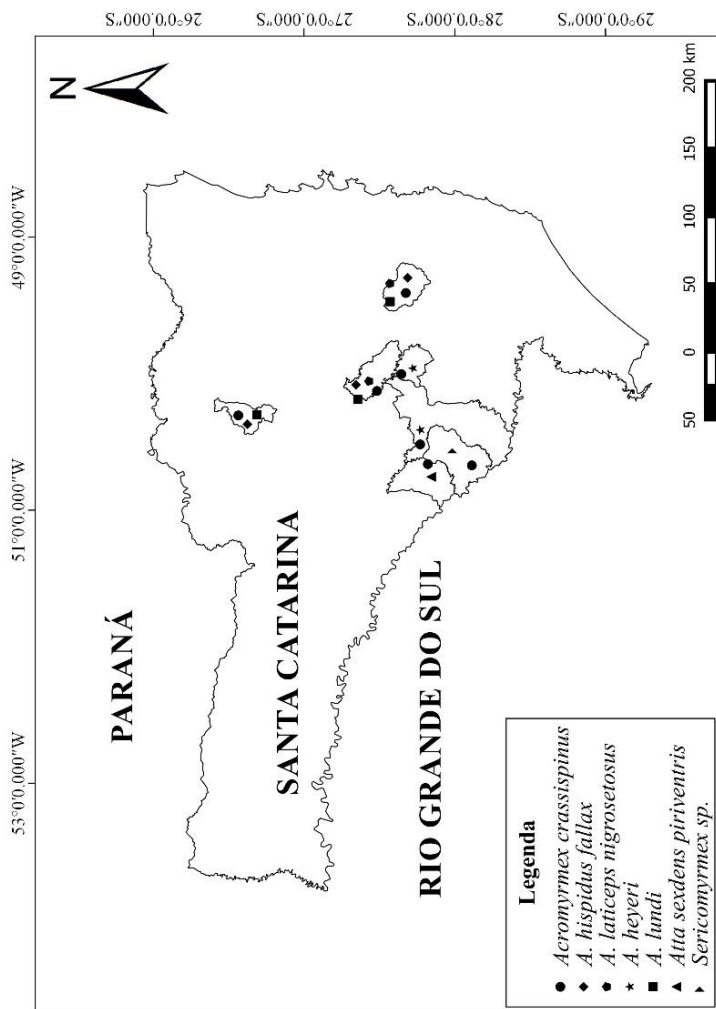 53°0'0.000"W
51°0'0.000"W
49°0'0.000"W
N
PARANÁ
SANTA CATARINA
RIO GRANDE DO SUL
26°0'0.000"S
27°0'0.000"S
28°0'0.000"S
29°0'0.000"S
Legenda
Acromyrmex crassispinus
A. hispidus fallax
A. laticeps nigrosetosus
A. heyeri
A. lundi
Atta sexdens piriventris
Sericomyrmex sp.
50 0 50 100 150 200 km